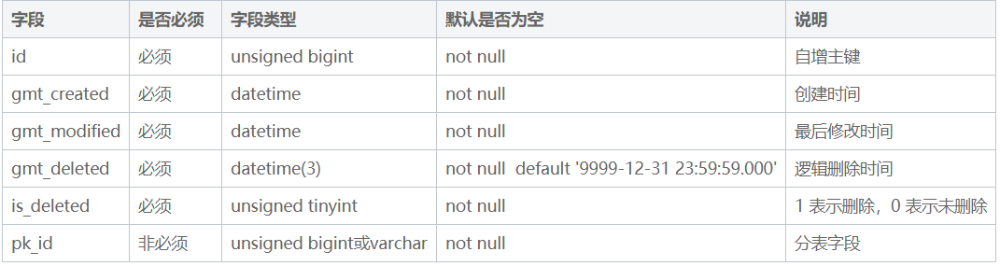 字段 是否必须 字段类型 默认是否为空 说明
id 必须 unsigned bigint not null 自增主键
gmt_created 必须 datetime not null 创建时间
gmt_modified 必须 datetime not null 最后修改时间
gmt_deleted 必须 datetime(3) not null default '9999-12-31 23:59:59.000' 逻辑删除时间
is_deleted 必须 unsigned tinyint not null 1 表示删除，0 表示未删除
pk_id 非必须 unsigned bigint或varchar not null 分表字段